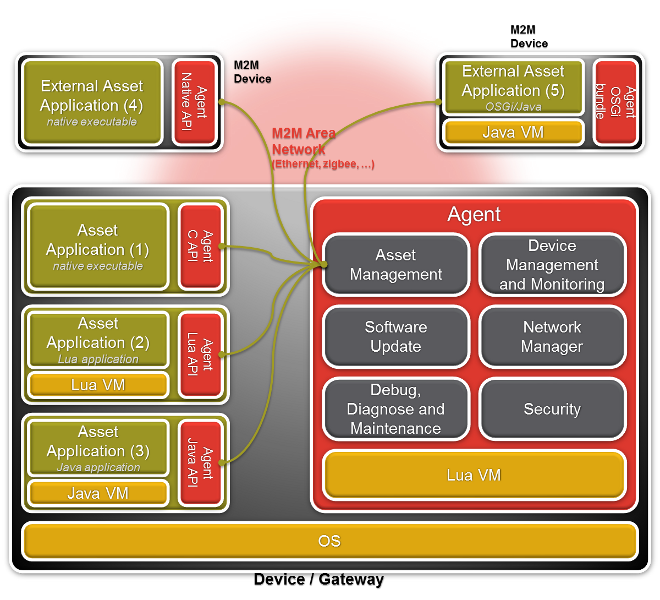 M2M
Device
External Asset
Application (4)
native executable
Agent
Native API
M2M
Device
External Asset
Application (5)
OSGi/Java
Java VM
Agent
OSGi
bundle
M2M Area
Network
(Ethernet, zigbee, …)
Asset
Application (1)
native executable
Agent
C API
Asset
Application (2)
Lua application
Lua VM
Agent
Lua API
Asset
Application (3)
Java application
Java VM
Agent
Java API
Agent
Asset
Management
Device
Management
and Monitoring
Software
Update
Network
Manager
Debug,
Diagnose and
Maintenance
Security
Lua VM
OS
Device / Gateway